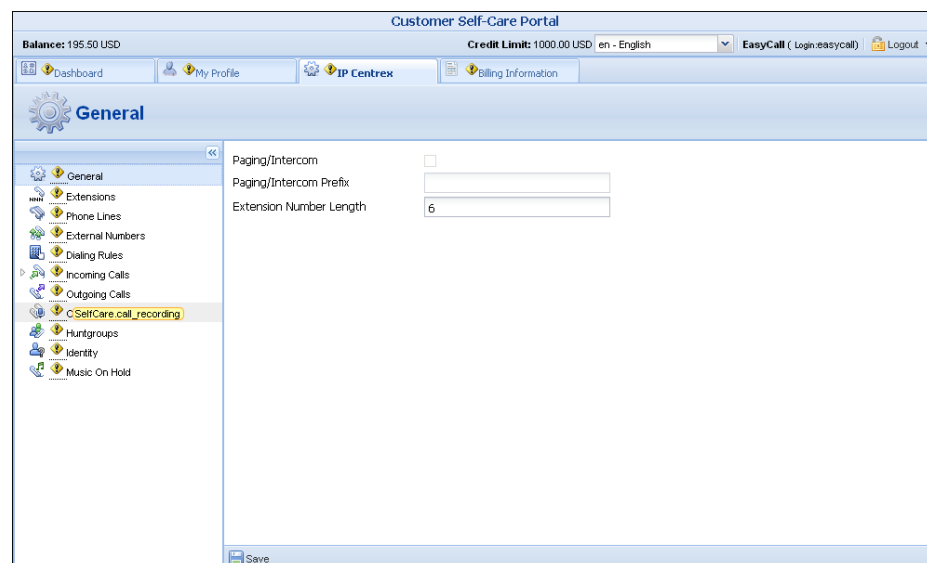 Customer Self-Care Portal
Balance: 195.50 USD
Credit Limit: 1000.00 USD
en - English
EasyCall ( Login:easycall)
Logout
Dashboard
My Profile
IP Centrex
Billing Information
General
General
Extensions
Phone Lines
External Numbers
Dialing Rules
Incoming Calls
Outgoing Calls
C SelfCare.call_recording
Huntgroups
Identity
Music On Hold
Paging/Intercom
Paging/Intercom Prefix
Extension Number Length
6
Save